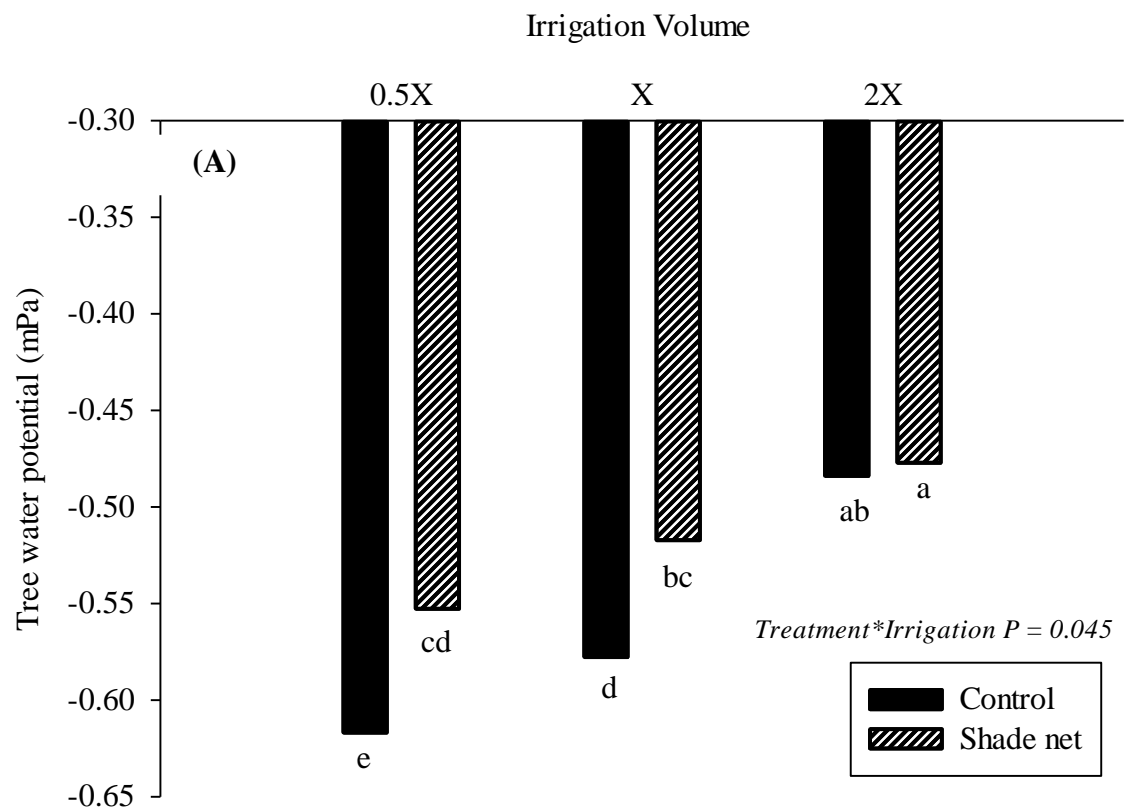 Irrigation Volume
0.5X X 2X
-0.30
(A)
-0.35
-0.40
-0.45
-0.50
-0.55
-0.60
-0.65
Tree water potential (mPa)
e
cd
d
bc
ab
a
Treatment*Irrigation P = 0.045
Control
Shade net